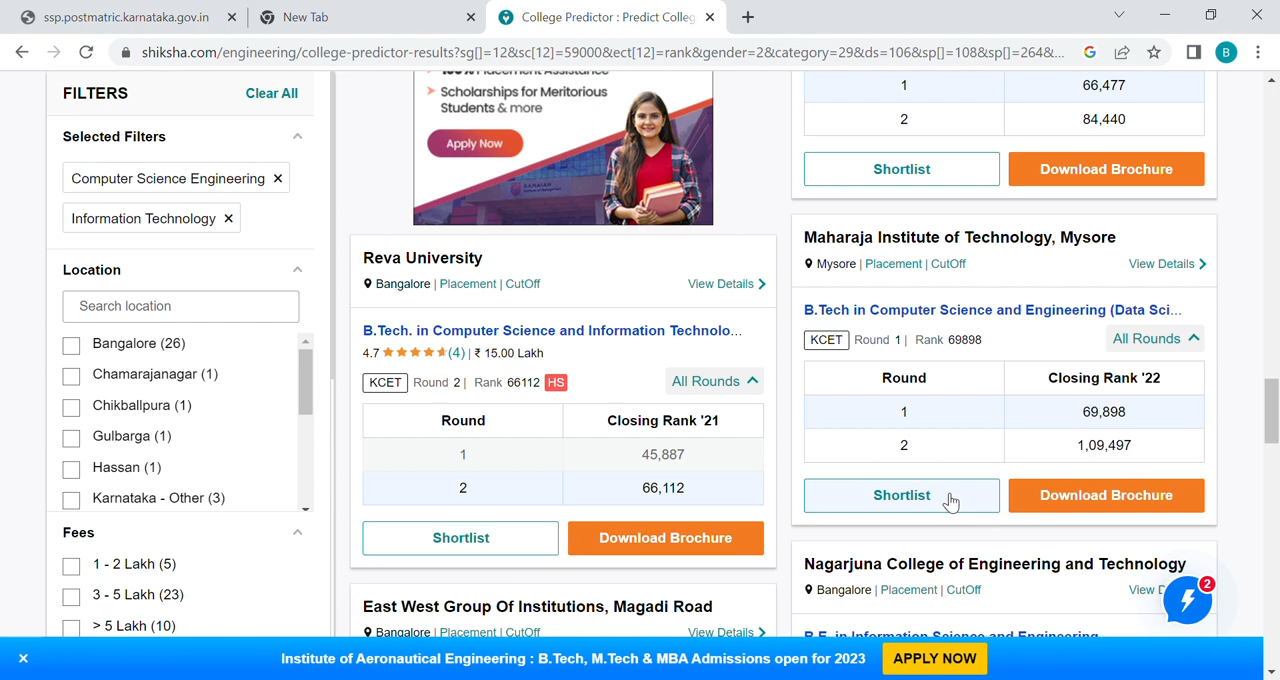 ssp.postmatric.karnataka.gov.in
New Tab
College Predictor : Predict Colleg
shiksha.com/engineering/college-predictor-results?sg[]=12&sc[12]=59000&ect[12]=rank&gender=2&category=29&ds=106&sp[]=108&sp[]=264&...
B
FILTERS
Clear All
Selected Filters
Computer Science Engineering ×
Information Technology ×
Location
Search location
Bangalore (26)
Chamarajanagar (1)
Chikballpura (1)
Gulbarga (1)
Hassan (1)
Karnataka - Other (3)
Fees
1 - 2 Lakh (5)
3 - 5 Lakh (23)
> 5 Lakh (10)
100% Placement Assistance
Scholarships for Meritorious
Students & more
Apply Now
Reva University
Bangalore | Placement | CutOff
View Details
B.Tech. in Computer Science and Information Technolo...
4.7 (4) | ₹ 15.00 Lakh
KCET Round 2 | Rank 66112 HS
All Rounds
Round Closing Rank '21
1 45,887
2 66,112
Shortlist
Download Brochure
East West Group Of Institutions, Magadi Road
Bangalore | Placement | CutOff
View Details
1 66,477
2 84,440
Shortlist
Download Brochure
Maharaja Institute of Technology, Mysore
Mysore | Placement | CutOff
View Details
B.Tech in Computer Science and Engineering (Data Sci...
KCET Round 1 | Rank 69898
All Rounds
Round Closing Rank '22
1 69,898
2 1,09,497
Shortlist
Download Brochure
Nagarjuna College of Engineering and Technology
Bangalore | Placement | CutOff
View
B.E. in Information Science and Engineering
2
Institute of Aeronautical Engineering : B.Tech, M.Tech & MBA Admissions open for 2023
APPLY NOW